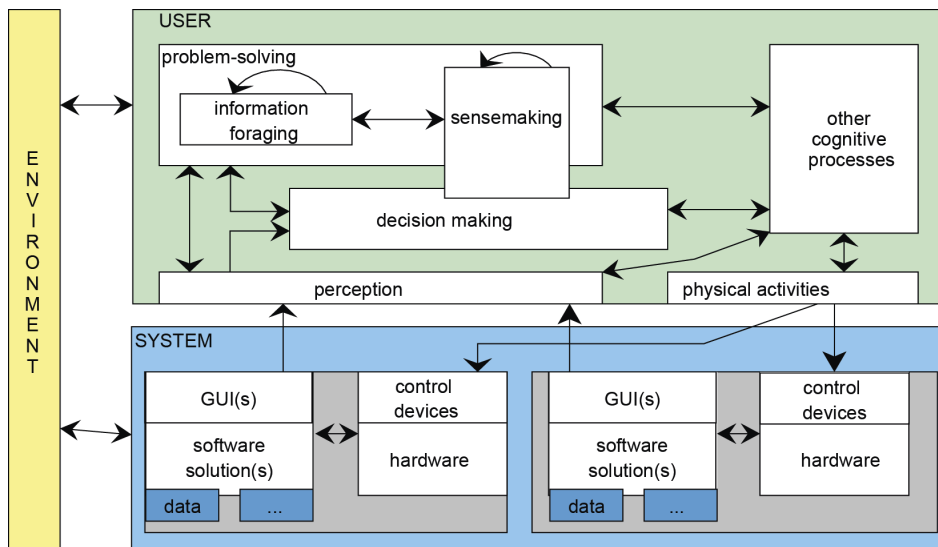 ENVIRONMENT
USER
problem-solving
information
foraging
sensemaking
other
cognitive
processes
decision making
perception
physical activities
SYSTEM
GUI(s)
software
solution(s)
data
...
control
devices
hardware
GUI(s)
software
solution(s)
data
...
control
devices
hardware